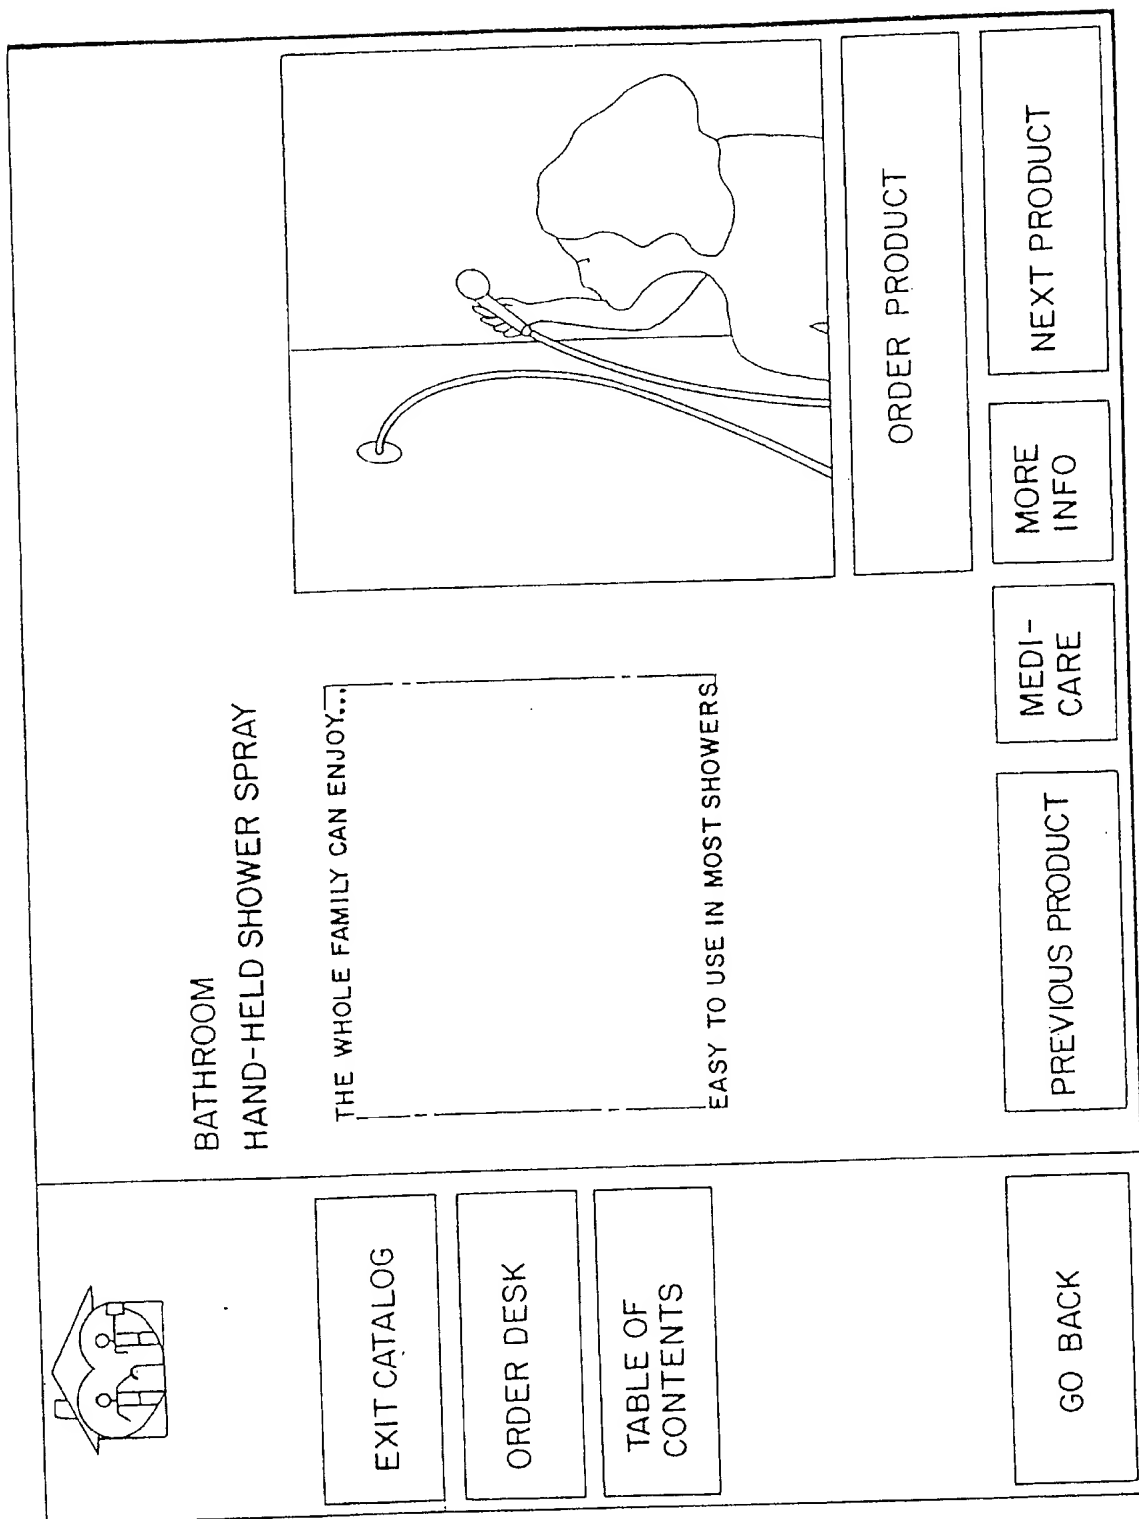 BATHROOM
HAND-HELD SHOWER SPRAY
THE WHOLE FAMILY CAN ENJOY...
EASY TO USE IN MOST SHOWERS
ORDER PRODUCT
EXIT CATALOG
ORDER DESK
TABLE OF
CONTENTS
GO BACK
PREVIOUS PRODUCT
MEDI-
CARE
MORE
INFO
NEXT PRODUCT